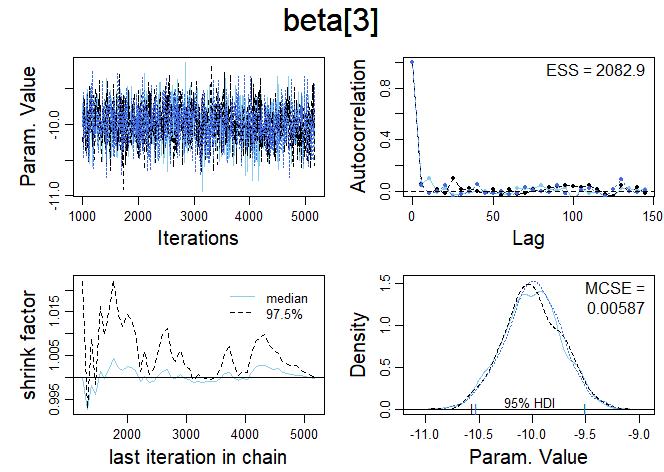 beta[3]
Param. Value
-11.0
-10.0
1000 2000 3000 4000 5000
Iterations
Autocorrelation
0.0 0.4 0.8
ESS = 2082.9
0 50 100 150
Lag
shrink factor
0.995 1.005 1.015
median
97.5%
2000 3000 4000 5000
last iteration in chain
Density
0.0 0.5 1.0 1.5
MCSE =
0.00587
95% HDI
-11.0 -10.5 -10.0 -9.5 -9.0
Param. Value